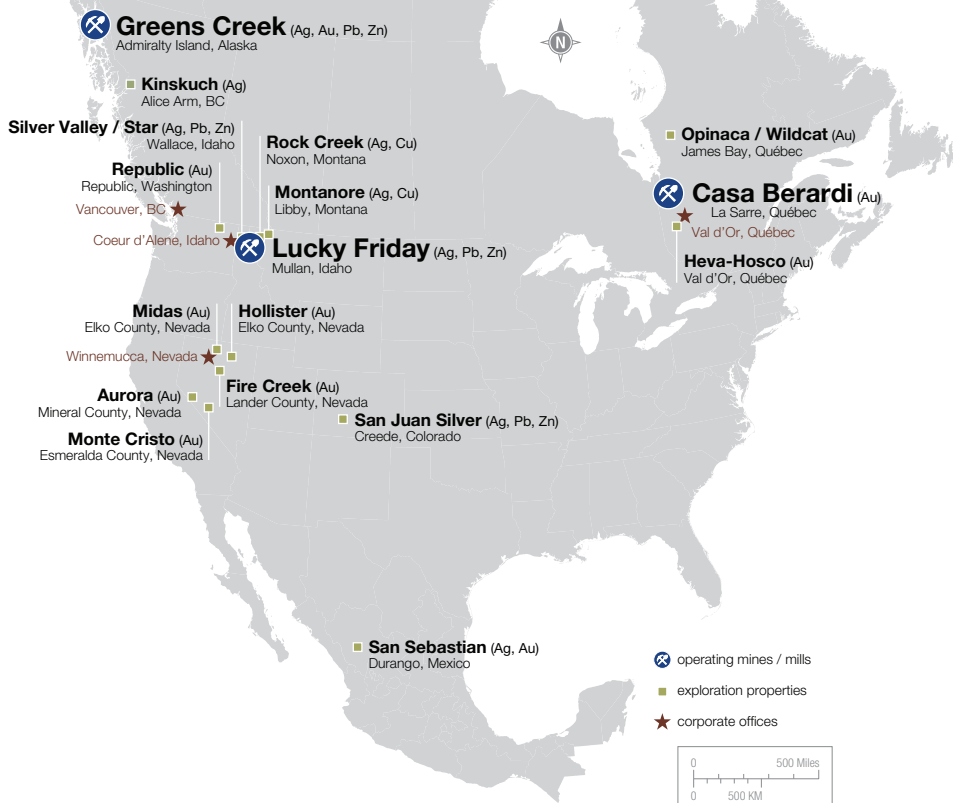 Greens Creek (Ag, Au, Pb, Zn)
Admiralty Island, Alaska
Kinskuch (Ag)
Alice Arm, BC
Silver Valley / Star (Ag, Pb, Zn)
Wallace, Idaho
Rock Creek (Ag, Cu)
Noxon, Montana
Republic (Au)
Republic, Washington
Montanore (Ag, Cu)
Libby, Montana
Vancouver, BC
Coeur d'Alene, Idaho
Lucky Friday (Ag, Pb, Zn)
Mullan, Idaho
N
Opinaca / Wildcat (Au)
James Bay, Québec
Casa Berardi (Au)
La Sarre, Québec
Val d'Or, Québec
Heva-Hosco (Au)
Val d'Or, Québec
Midas (Au)
Elko County, Nevada
Hollister (Au)
Elko County, Nevada
Winnemucca, Nevada
Fire Creek (Au)
Lander County, Nevada
Aurora (Au)
Mineral County, Nevada
Monte Cristo (Au)
Esmeralda County, Nevada
San Juan Silver (Ag, Pb, Zn)
Creede, Colorado
San Sebastian (Ag, Au)
Durango, Mexico
operating mines / mills
exploration properties
corporate offices
0 500 Miles
0 500 KM